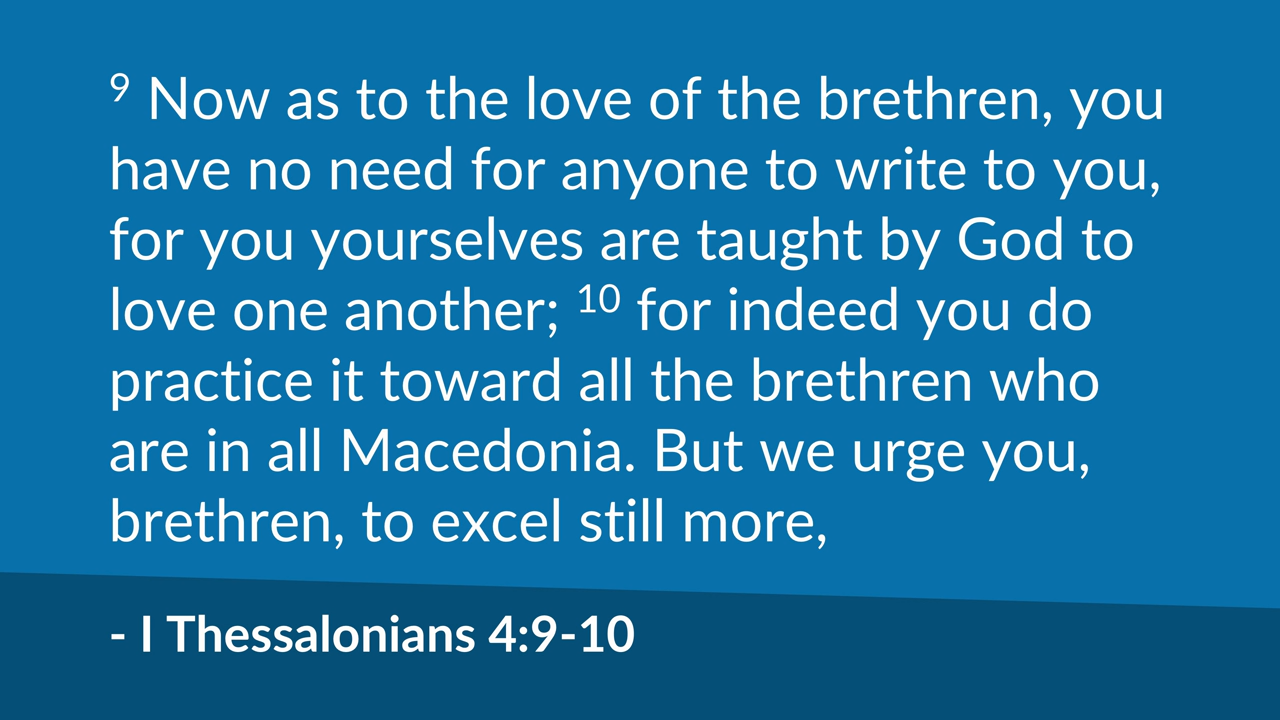 9 Now as to the love of the brethren, you
have no need for anyone to write to you,
for you yourselves are taught by God to
love one another; 10 for indeed you do
practice it toward all the brethren who
are in all Macedonia. But we urge you,
brethren, to excel still more,
- I Thessalonians 4:9-10